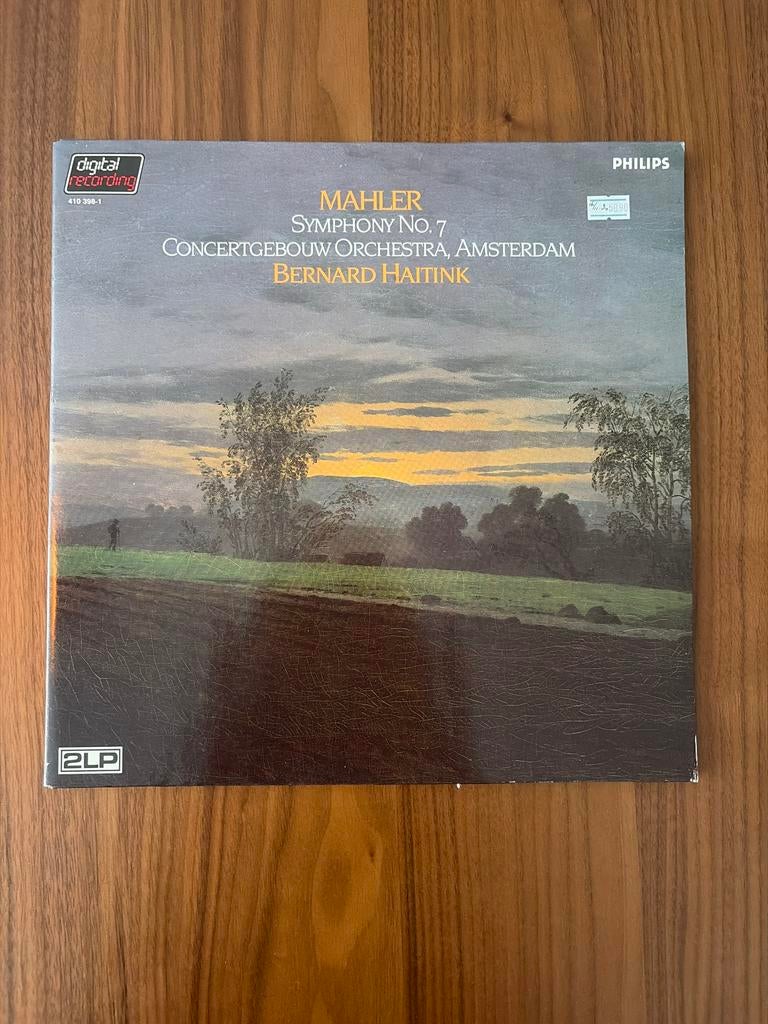 digital
recording
410 398-1
PHILIPS
MAHLER
SYMPHONY NO. 7
CONCERTGEBOUW ORCHESTRA, AMSTERDAM
BERNARD HAITINK
2LP